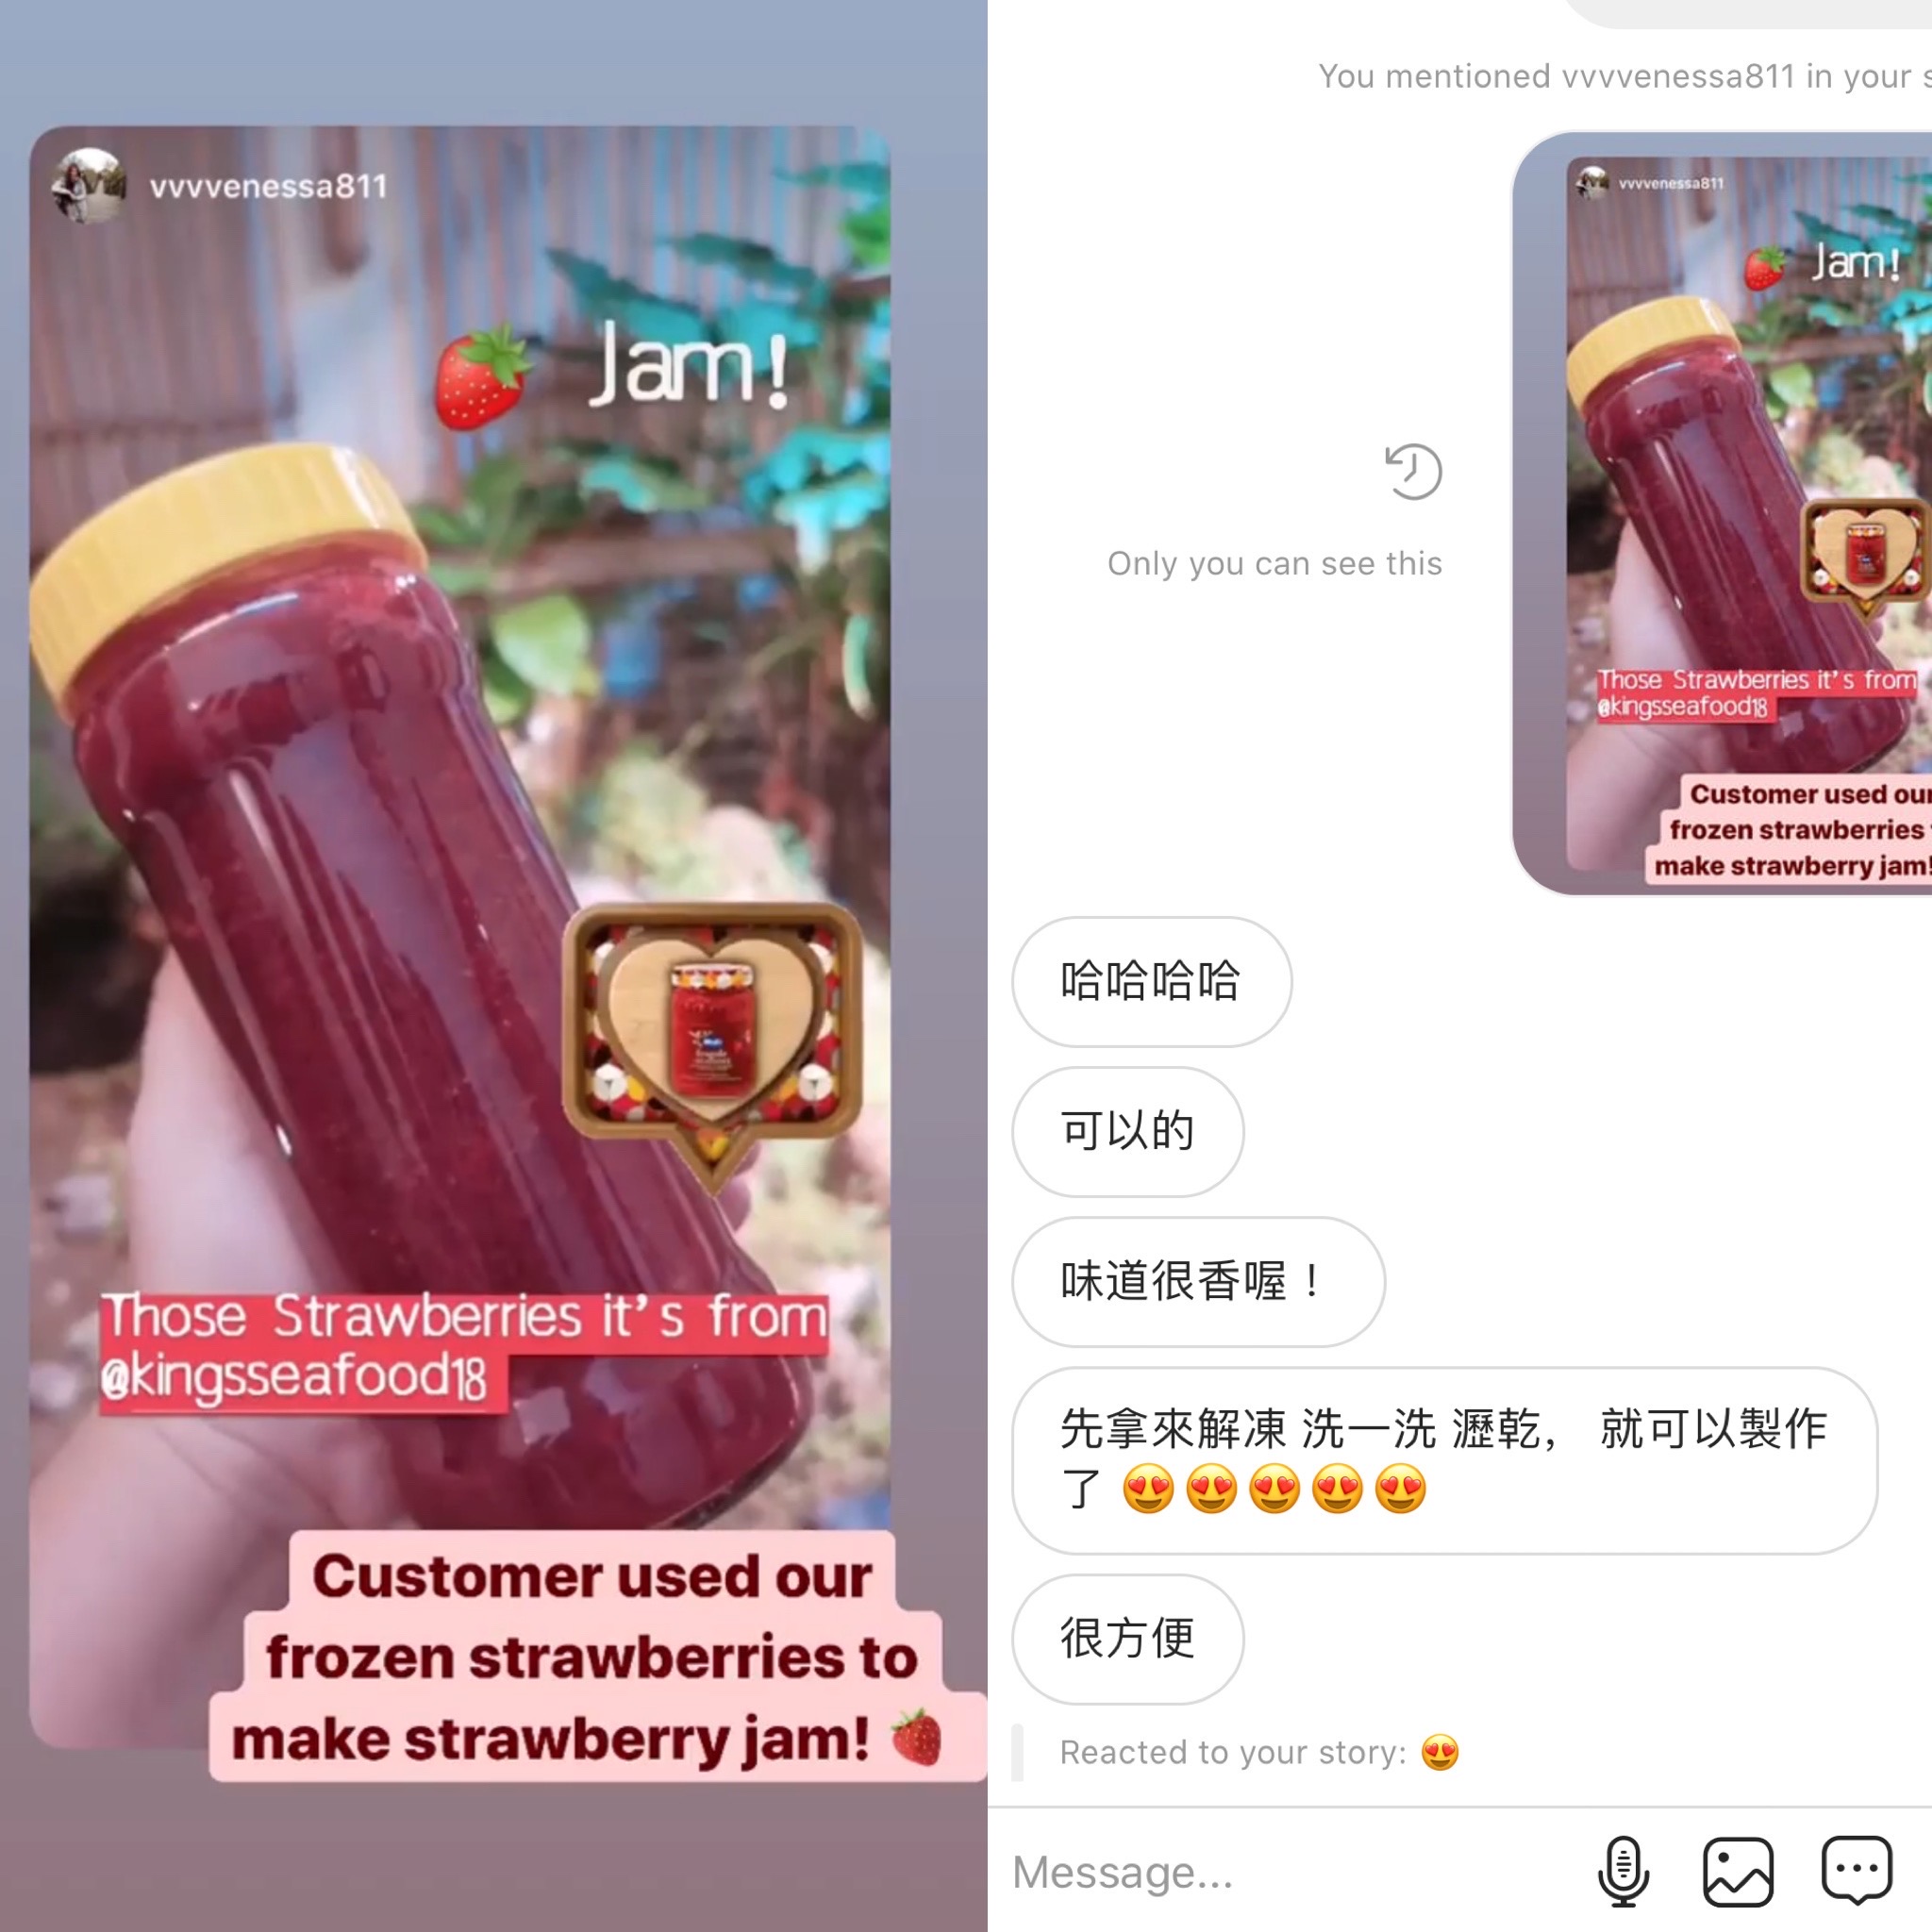 vvvvenessa811
Jam!
Those Strawberries it's from
@kingsseafood18
Customer used our
frozen strawberries to
make strawberry jam!
You mentioned vvvvenessa811 in your s
vvvvenessa811
Jam!
Only you can see this
Those Strawberries it's from
@kingsseafood18
Customer used our
frozen strawberries
make strawberry jam!
哈哈哈哈
可以的
味道很香喔！
先拿來解凍 洗一洗 瀝乾， 就可以製作
了 😍😍😍😍😍
很方便
Reacted to your story: 😍
Message...